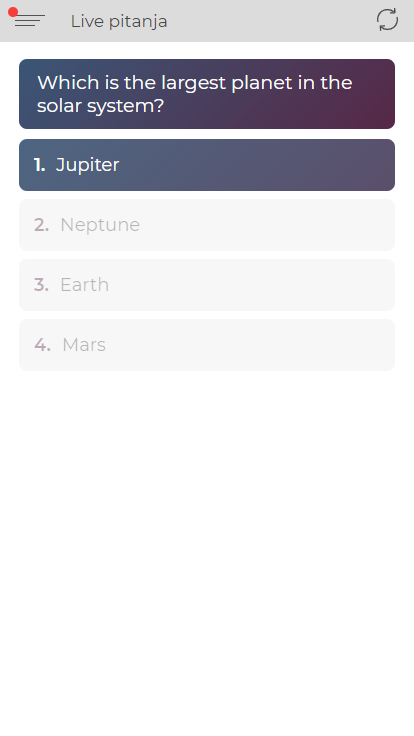 Live pitanja
Which is the largest planet in the
solar system?
1. Jupiter
2. Neptune
3. Earth
4. Mars